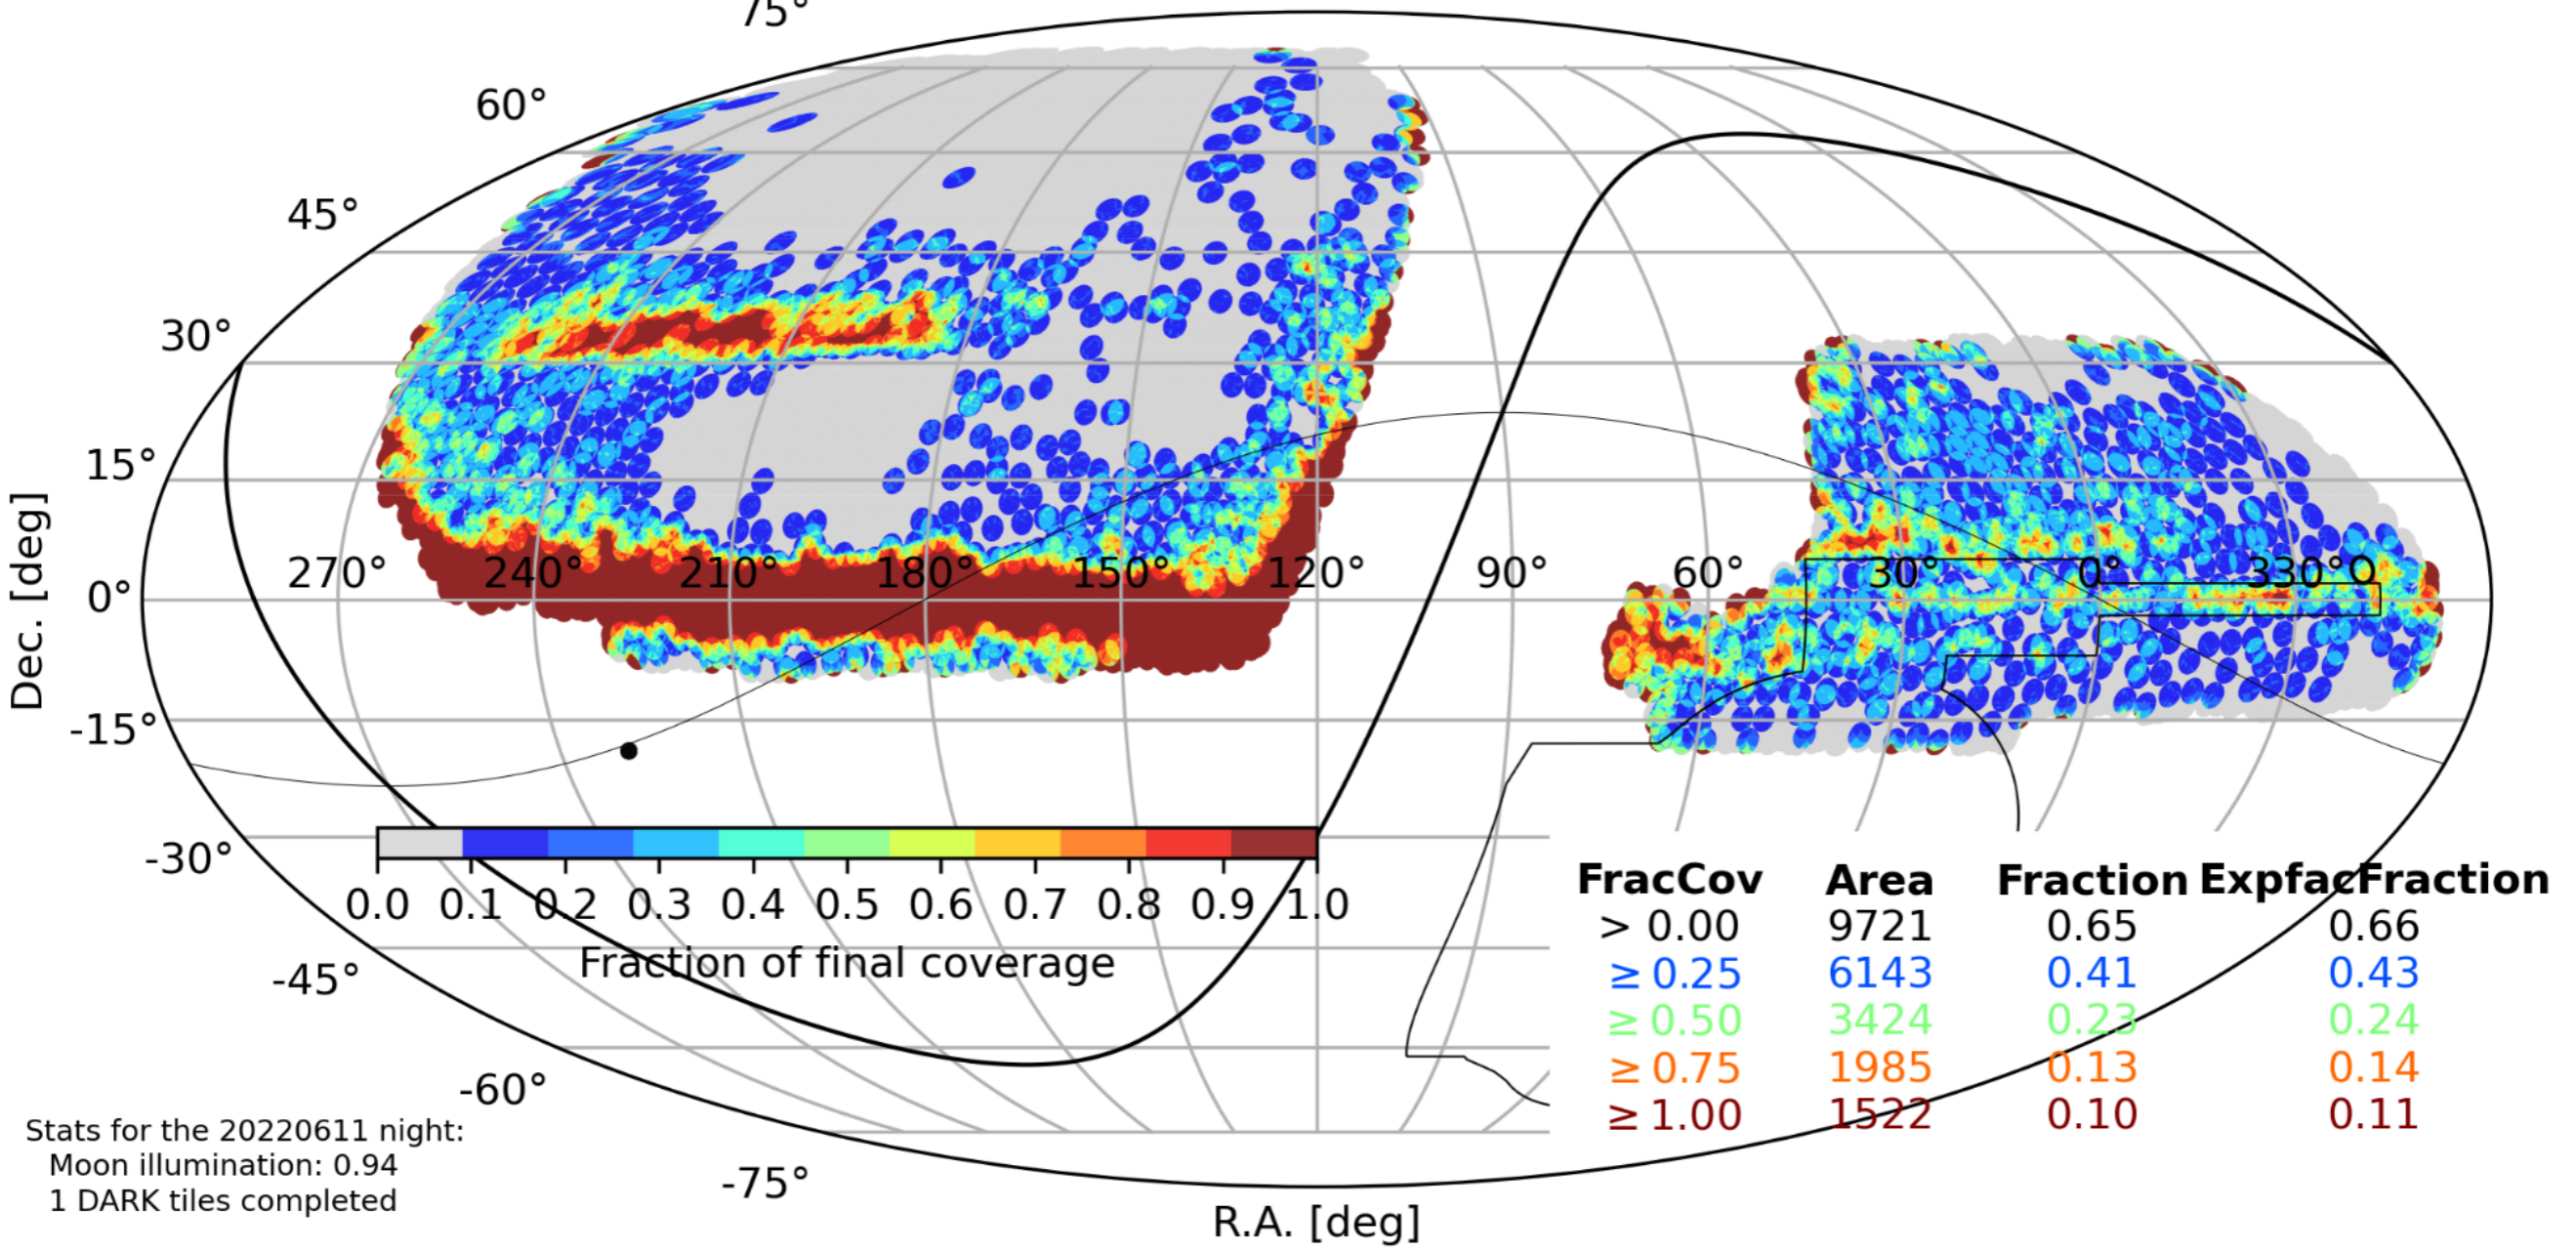 75°
60°
45°
30°
15°
0°
-15°
-30°
-45°
-60°
-75°
Dec. [deg]
270° 240° 210° 180° 150° 120° 90° 60° 30° 0° 330°
0.0 0.1 0.2 0.3 0.4 0.5 0.6 0.7 0.8 0.9 1.0
Fraction of final coverage
FracCov Area Fraction ExpfacFraction
> 0.00 9721 0.65 0.66
≥ 0.25 6143 0.41 0.43
≥ 0.50 3424 0.23 0.24
≥ 0.75 1985 0.13 0.14
≥ 1.00 1522 0.10 0.11
Stats for the 20220611 night:
Moon illumination: 0.94
1 DARK tiles completed
R.A. [deg]